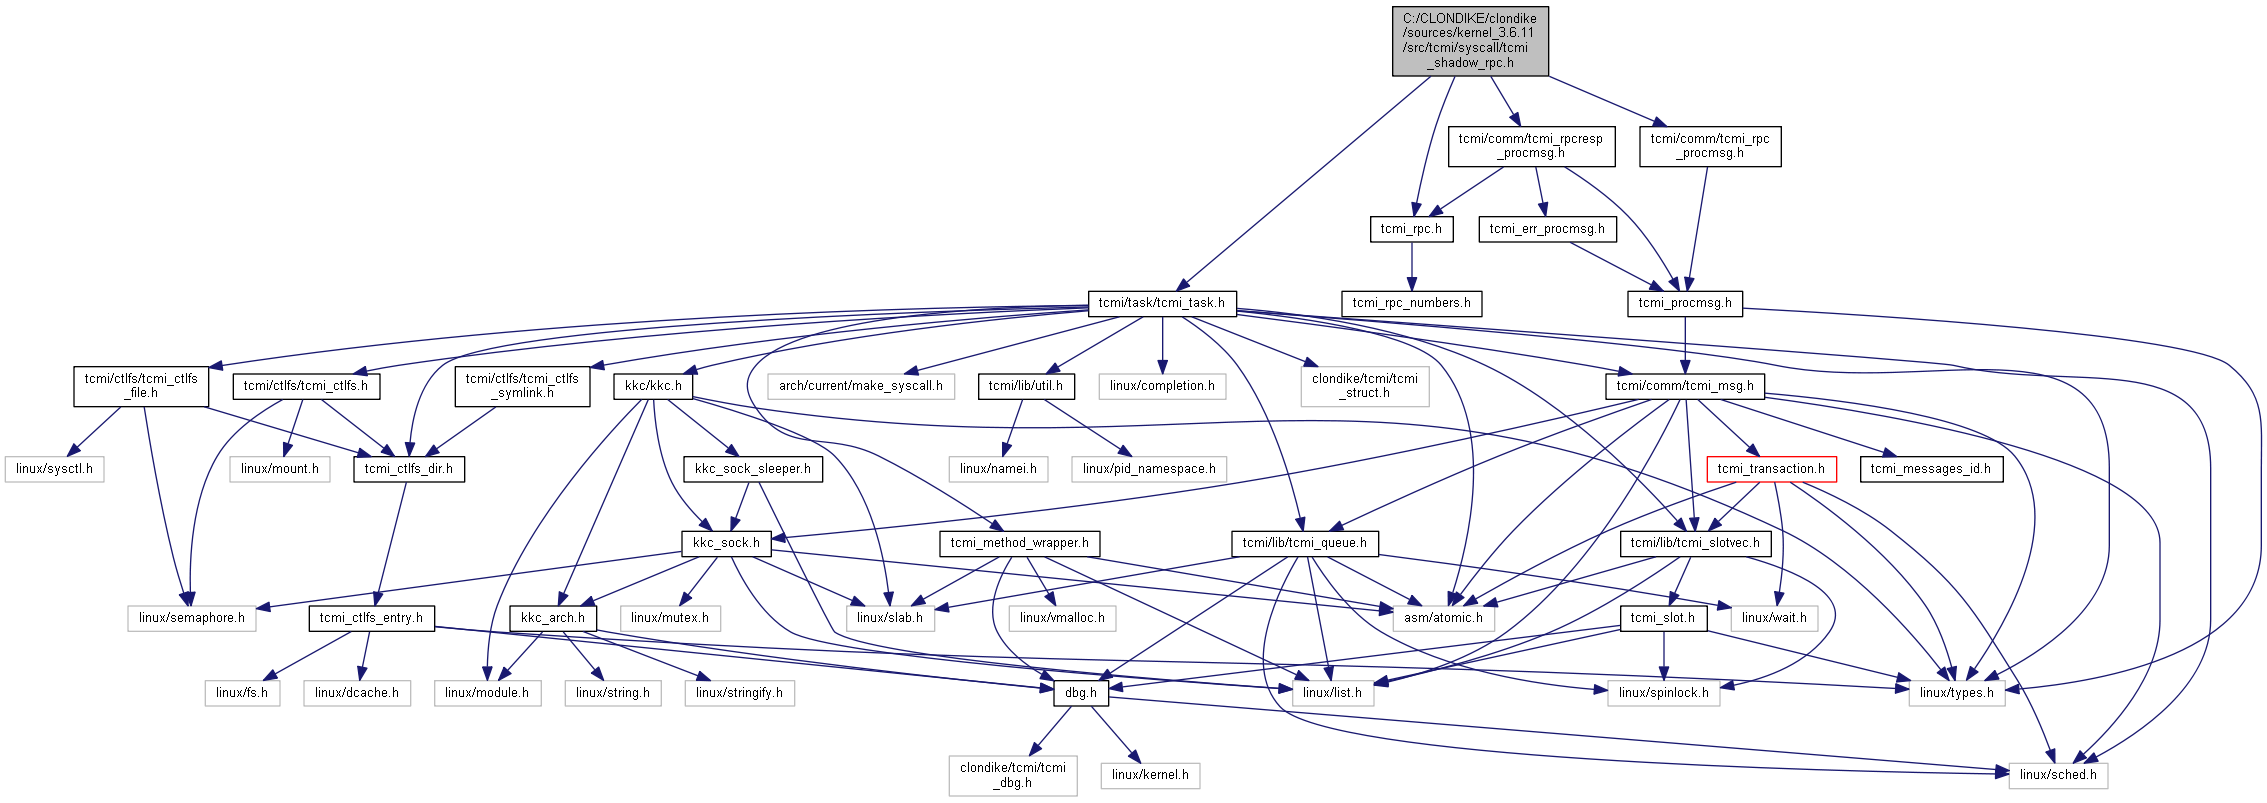 C:/CLONDIKE/clondike
/sources/kernel_3.6.11
/src/tcmi/syscall/tcmi
_shadow_rpc.h
tcmi/comm/tcmi_rpcresp
_procmsg.h
tcmi/comm/tcmi_rpc
_procmsg.h
tcmi_rpc.h
tcmi_err_procmsg.h
tcmi/task/tcmi_task.h
tcmi_rpc_numbers.h
tcmi_procmsg.h
tcmi/ctlfs/tcmi_ctlfs
_file.h
tcmi/ctlfs/tcmi_ctlfs.h
tcmi/ctlfs/tcmi_ctlfs
_symlink.h
kkc/kkc.h
arch/current/make_syscall.h
tcmi/lib/util.h
linux/completion.h
clondike/tcmi/tcmi
_struct.h
tcmi/comm/tcmi_msg.h
linux/sysctl.h
linux/mount.h
tcmi_ctlfs_dir.h
kkc_sock_sleeper.h
linux/namei.h
linux/pid_namespace.h
tcmi_transaction.h
tcmi_messages_id.h
kkc_sock.h
tcmi_method_wrapper.h
tcmi/lib/tcmi_queue.h
tcmi/lib/tcmi_slotvec.h
linux/semaphore.h
tcmi_ctlfs_entry.h
kkc_arch.h
linux/mutex.h
linux/slab.h
linux/vmalloc.h
asm/atomic.h
tcmi_slot.h
linux/wait.h
linux/fs.h
linux/dcache.h
linux/module.h
linux/string.h
linux/stringify.h
dbg.h
linux/list.h
linux/spinlock.h
linux/types.h
clondike/tcmi/tcmi
_dbg.h
linux/kernel.h
linux/sched.h